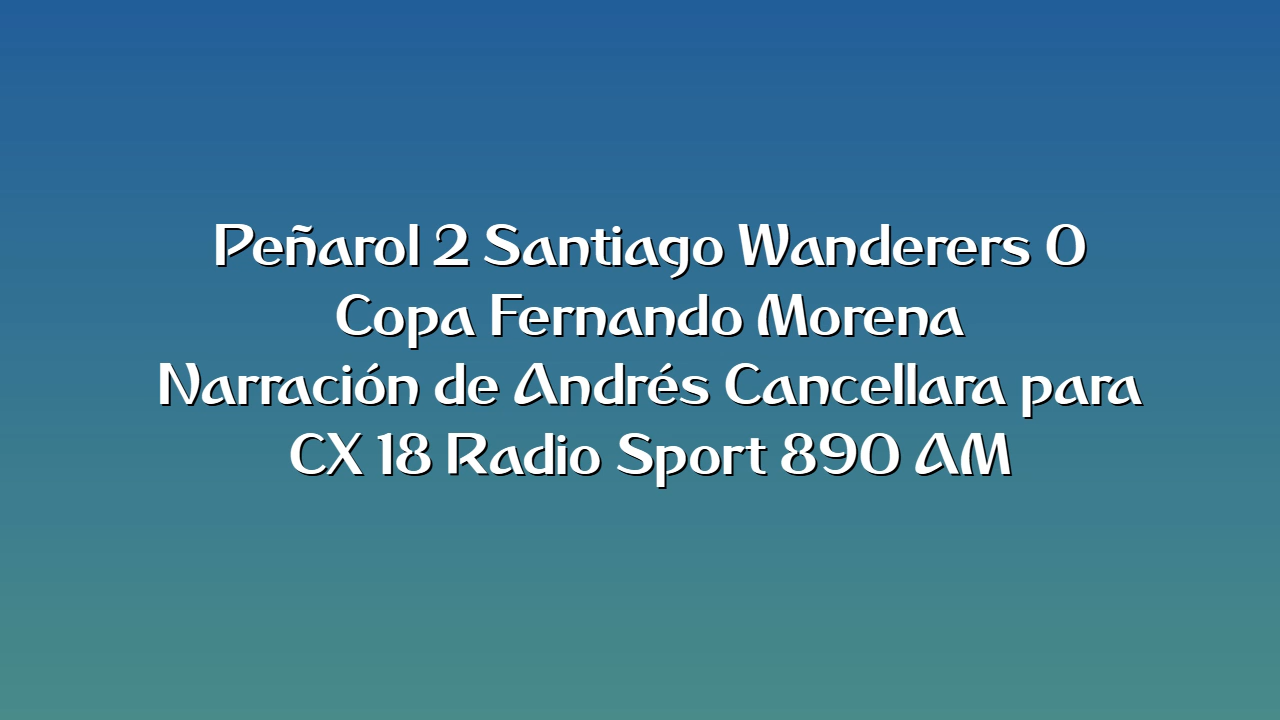 Peñarol 2 Santiago Wanderers 0
Copa Fernando Morena
Narración de Andrés Cancellara para
CX 18 Radio Sport 890 AM